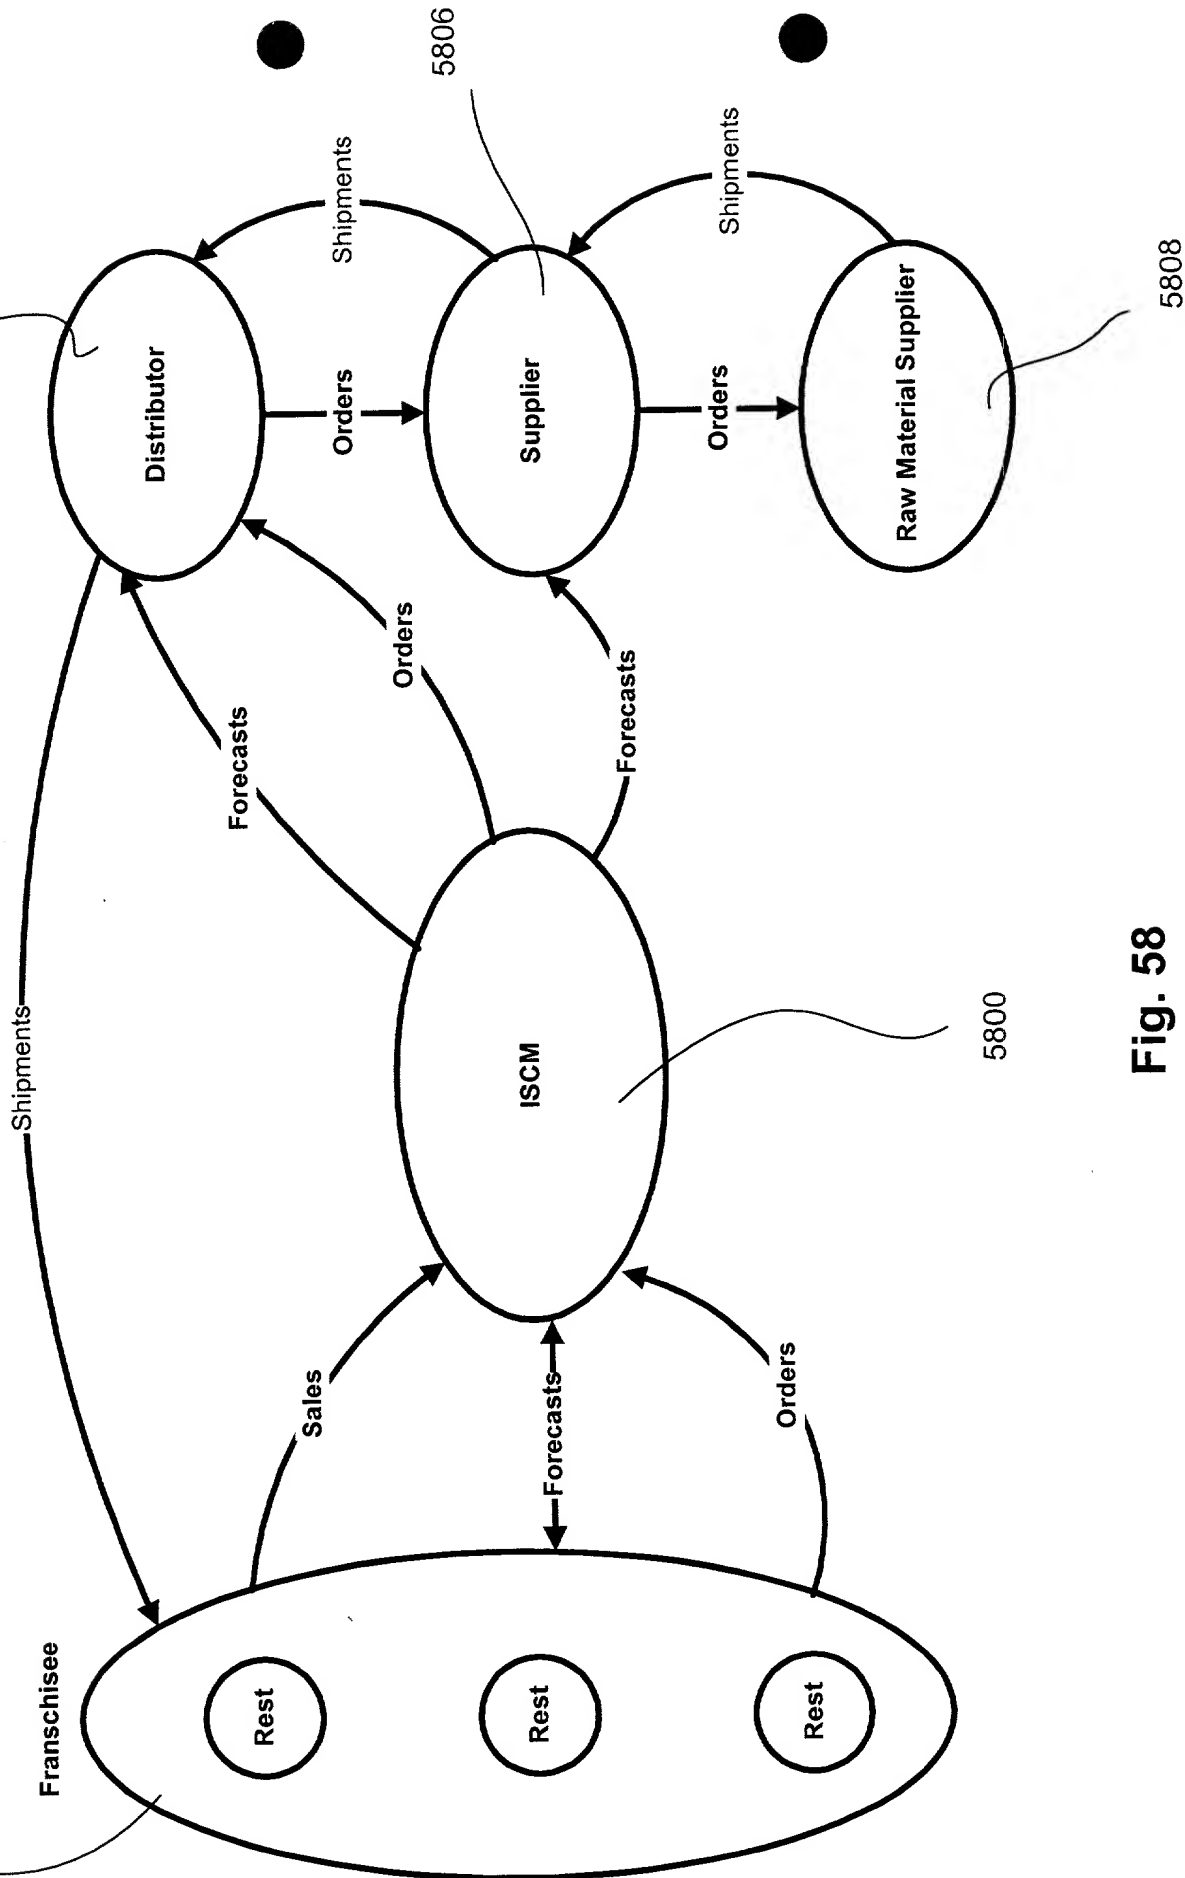 Franschisee
Rest
Rest
Rest
Shipments
Sales
Forecasts
Orders
ISCM
5800
Forecasts
Orders
Forecasts
Distributor
Orders
Shipments
Supplier
5806
Orders
Shipments
Raw Material Supplier
5808
Fig. 58